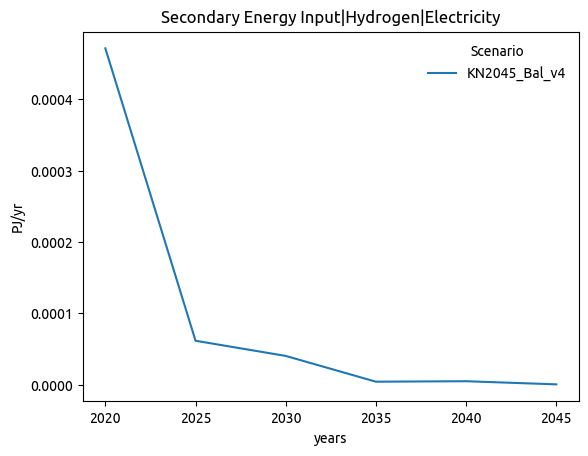 Secondary Energy Input|Hydrogen|Electricity
Scenario
KN2045_Bal_v4
PJ/yr
0.0004
0.0003
0.0002
0.0001
0.0000
2020 2025 2030 2035 2040 2045
years